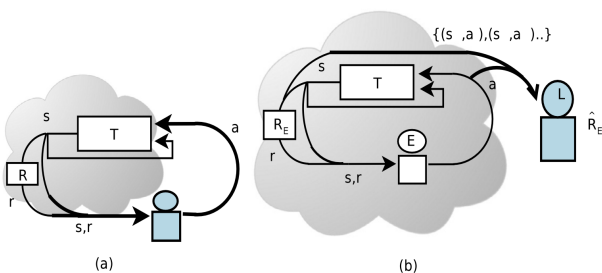 s
T
a
R
r
s,r
(a)
{(s ,a ),(s ,a )..}
s
T
a
L
R_E
E
R̂_E
r
s,r
(b)